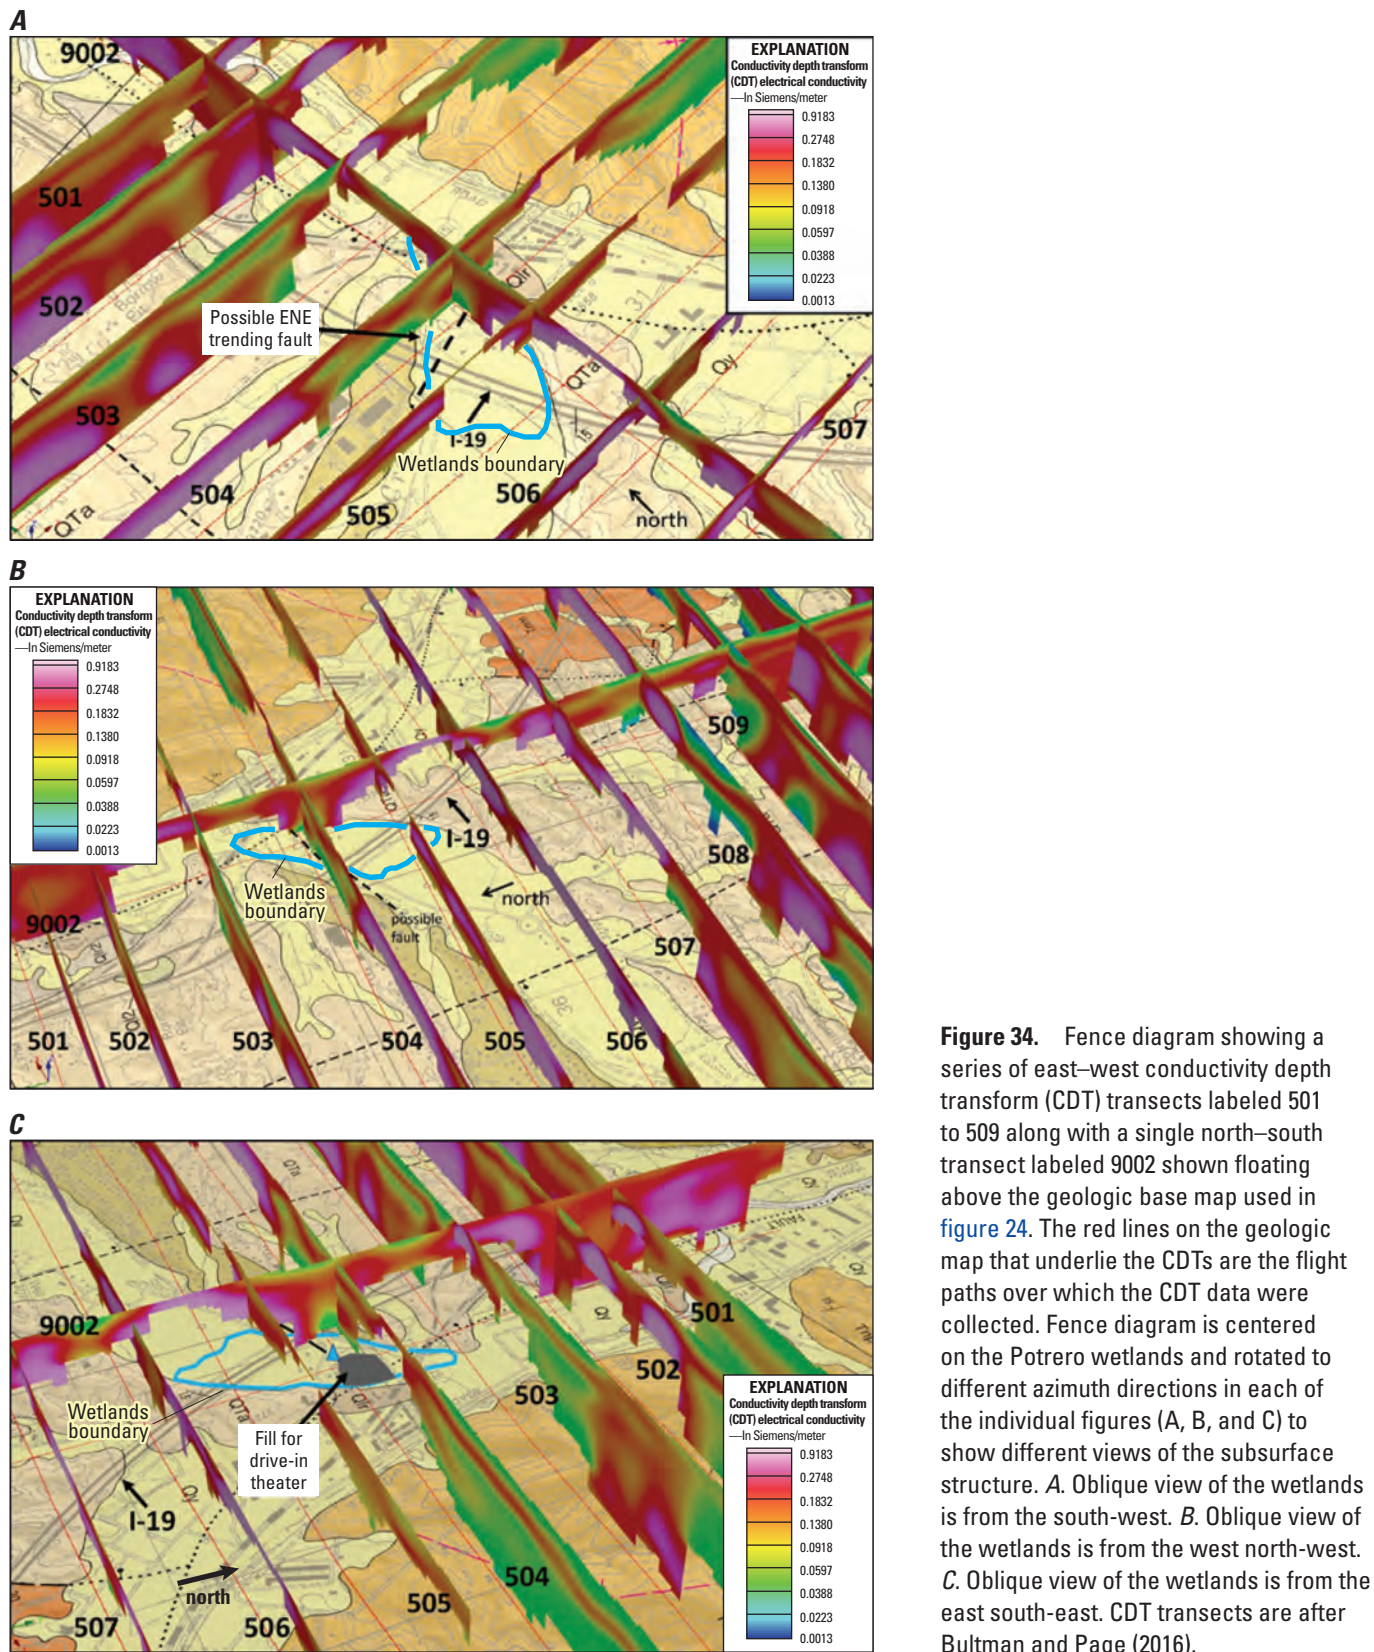 A
9002
EXPLANATION
Conductivity depth transform
(CDT) electrical conductivity
—In Siemens/meter
0.9183
0.2748
0.1832
0.1380
0.0918
0.0597
0.0388
0.0223
0.0013
501
502
Possible ENE
trending fault
Qlr
31
QTa
Qy
503
507
I-19
15
Wetlands boundary
504
505
506
north
QTa
B
EXPLANATION
Conductivity depth transform
(CDT) electrical conductivity
—In Siemens/meter
0.9183
0.2748
0.1832
0.1380
0.0918
0.0597
0.0388
0.0223
0.0013
509
I-19
508
Wetlands
boundary
north
possible
fault
9002
507
36
501
502
503
504
505
506
C
QTa
FAULT
Qy
9002
501
502
503
Wetlands
boundary
QTa
Fill for
drive-in
theater
I-19
Qy
north
504
505
506
507
EXPLANATION
Conductivity depth transform
(CDT) electrical conductivity
—In Siemens/meter
0.9183
0.2748
0.1832
0.1380
0.0918
0.0597
0.0388
0.0223
0.0013
Figure 34. Fence diagram showing a
series of east–west conductivity depth
transform (CDT) transects labeled 501
to 509 along with a single north–south
transect labeled 9002 shown floating
above the geologic base map used in
figure 24. The red lines on the geologic
map that underlie the CDTs are the flight
paths over which the CDT data were
collected. Fence diagram is centered
on the Potrero wetlands and rotated to
different azimuth directions in each of
the individual figures (A, B, and C) to
show different views of the subsurface
structure. A. Oblique view of the wetlands
is from the south-west. B. Oblique view of
the wetlands is from the west north-west.
C. Oblique view of the wetlands is from the
east south-east. CDT transects are after
Bultman and Page (2016).